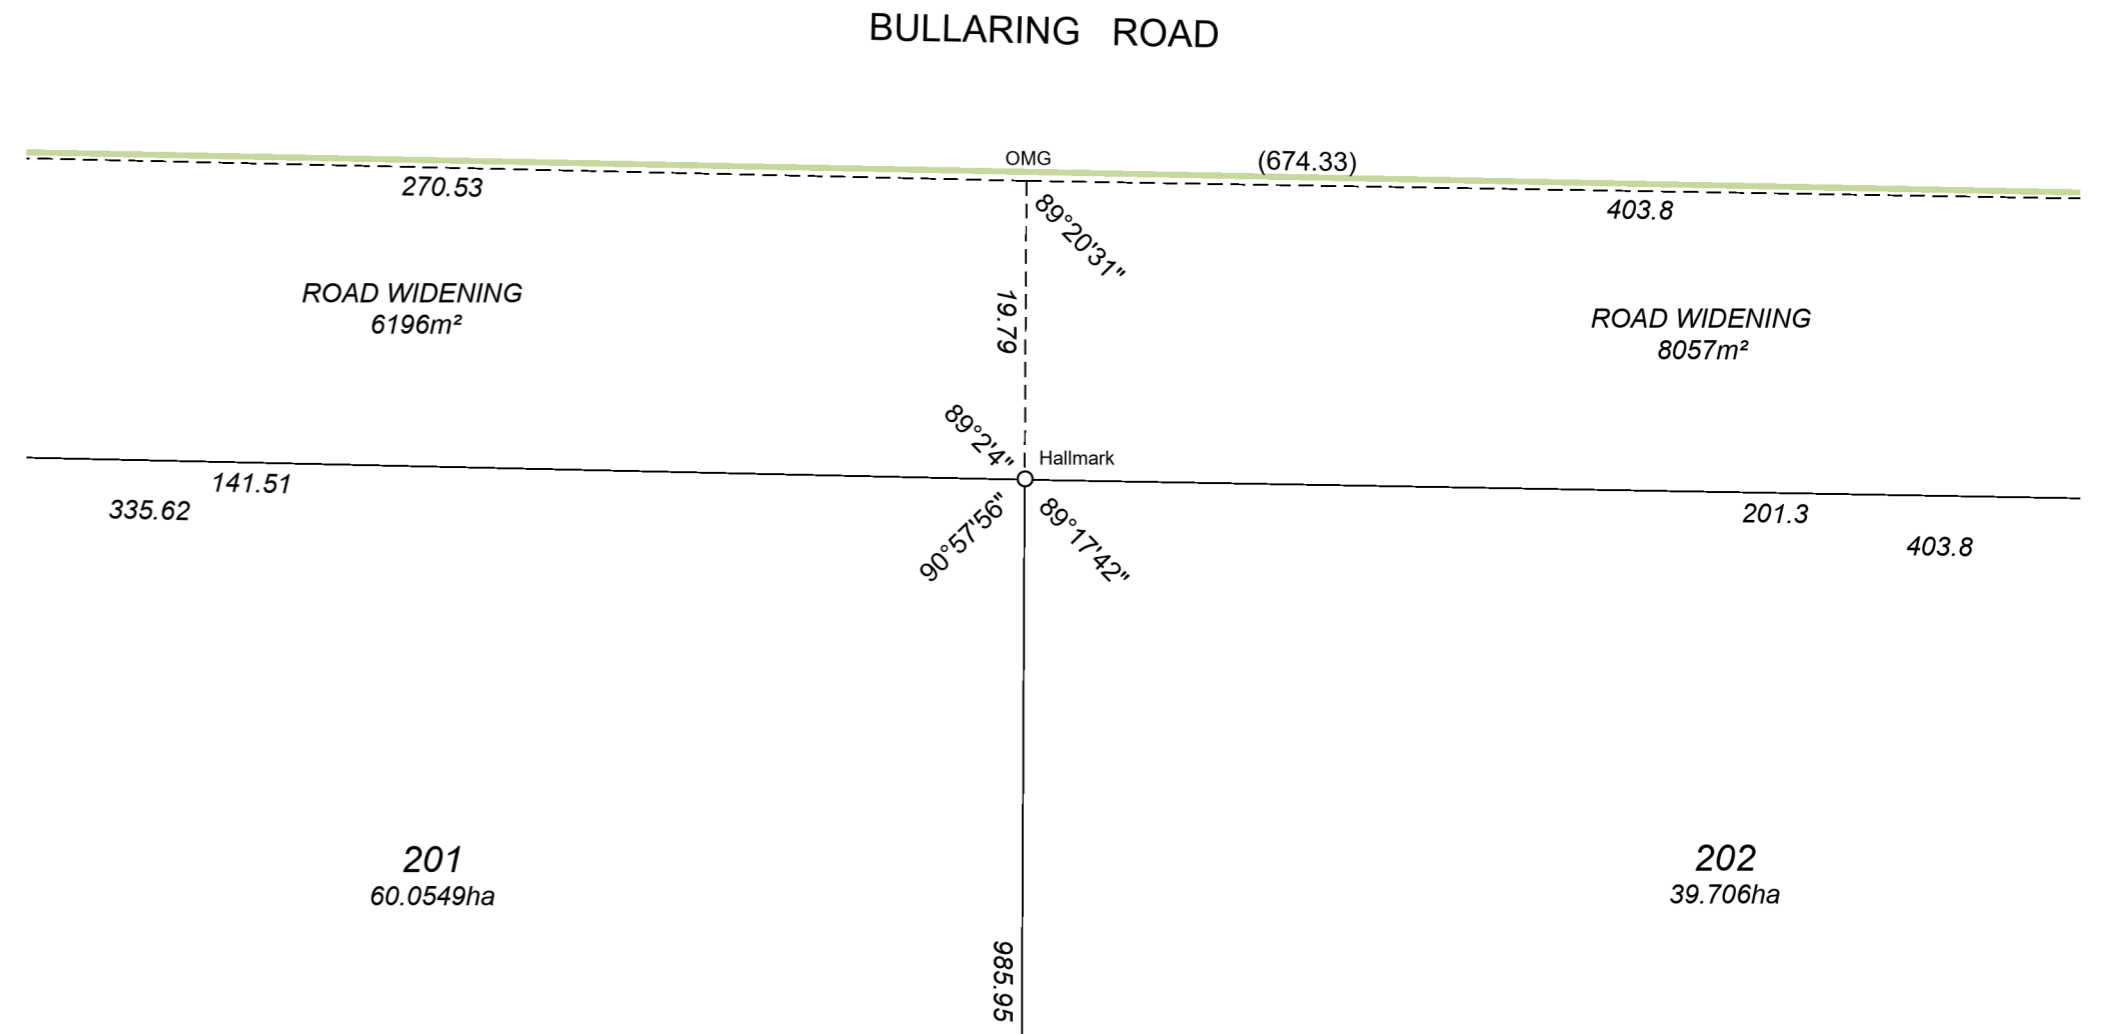 BULLARING ROAD
OMG
(674.33)
270.53
403.8
89°20'31"
ROAD WIDENING
6196m²
19.79
ROAD WIDENING
8057m²
89°2'4"
Hallmark
141.51
335.62
90°57'56"
89°17'42"
201.3
403.8
201
60.0549ha
202
39.706ha
985.95